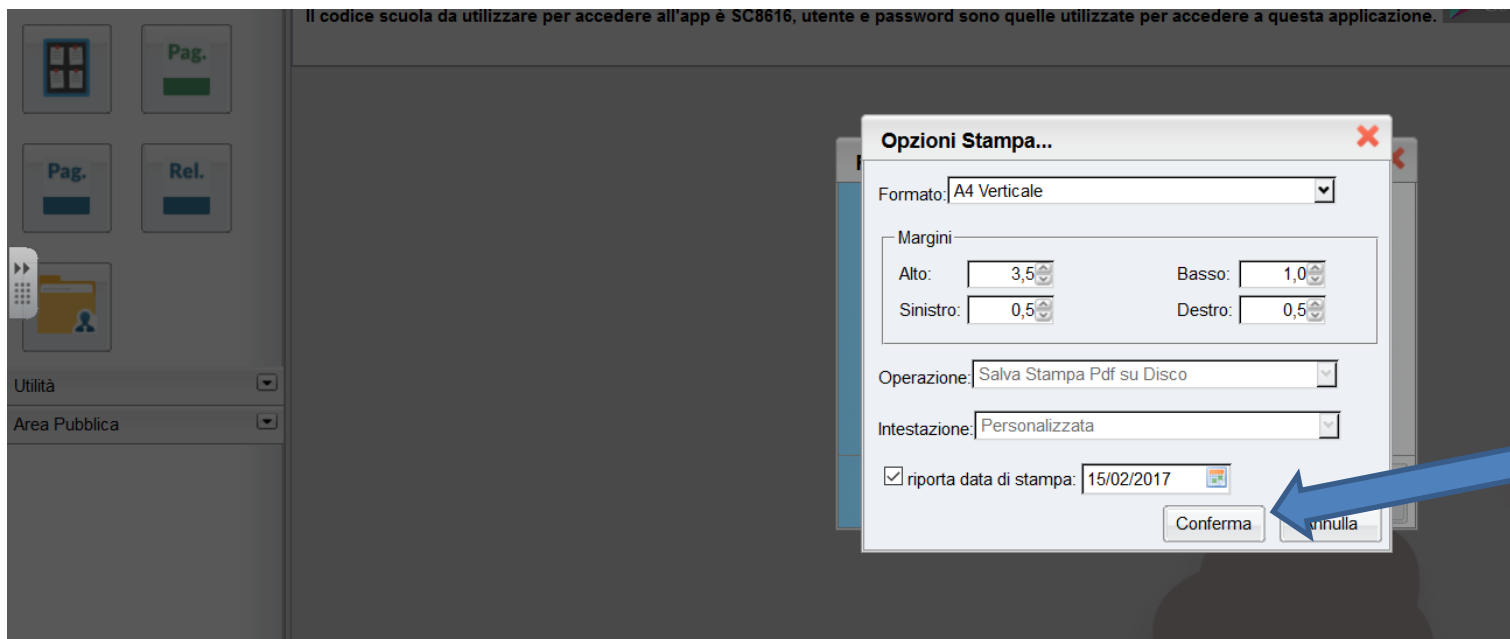 Il codice scuola da utilizzare per accedere all'app è SC8616, utente e password sono quelle utilizzate per accedere a questa applicazione.
Pag.
Pag. Rel.
Utilità
Area Pubblica
Opzioni Stampa...
Formato: A4 Verticale
Margini
Alto: 3,5 Basso: 1,0
Sinistro: 0,5 Destro: 0,5
Operazione: Salva Stampa Pdf su Disco
Intestazione: Personalizzata
riporta data di stampa: 15/02/2017
Conferma Annulla